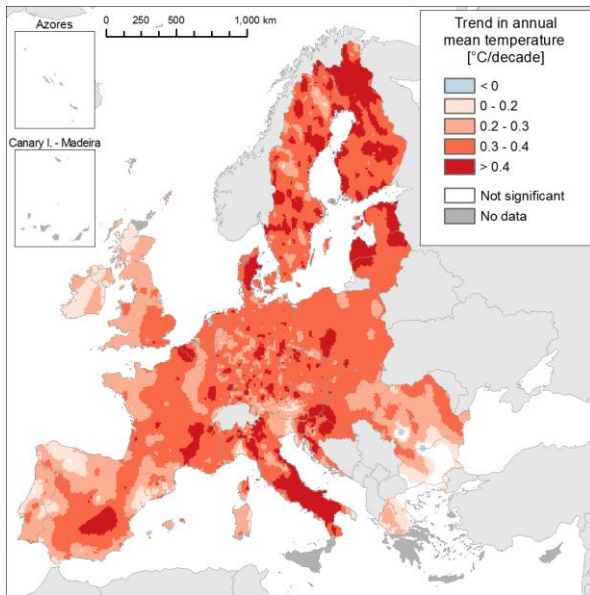 Azores
0 250 500 1,000 km
Canary I. - Madeira
Trend in annual
mean temperature
[°C/decade]
< 0
0 - 0.2
0.2 - 0.3
0.3 - 0.4
> 0.4
Not significant
No data